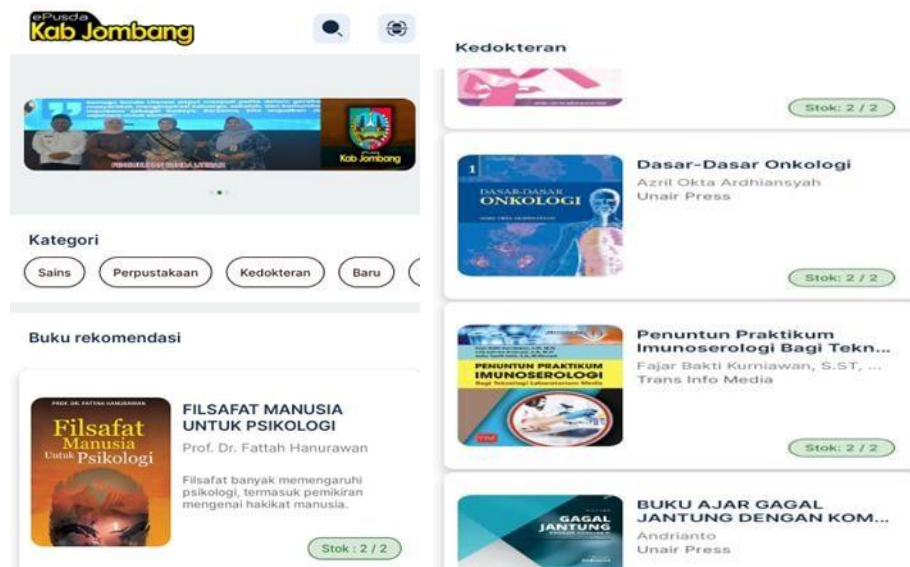 ePusda
Kab Jombang
Kab Jombang
Kategori
Sains
Perpustakaan
Kedokteran
Baru
Buku rekomendasi
PROF. DR. FATTAH HANURAWAN
Filsafat
Manusia
Untuk Psikologi
FILSAFAT MANUSIA
UNTUK PSIKOLOGI
Prof. Dr. Fattah Hanurawan
Filsafat banyak memengaruhi
psikologi, termasuk pemikiran
mengenai hakikat manusia.
Stok : 2 / 2
Kedokteran
Stok: 2 / 2
1
DASAR-DASAR
ONKOLOGI
Dasar-Dasar Onkologi
Azril Okta Ardhiansyah
Unair Press
Stok: 2 / 2
PENUNTUN PRAKTIKUM
IMUNOSEROLOGI
Bagi Teknologi Laboratorium Medis
Penuntun Praktikum
Imunoserologi Bagi Tekn...
Fajar Bakti Kurniawan, S.ST, ...
Trans Info Media
Stok: 2 / 2
GAGAL
JANTUNG
BUKU AJAR GAGAL
JANTUNG DENGAN KOM...
Andrianto
Unair Press